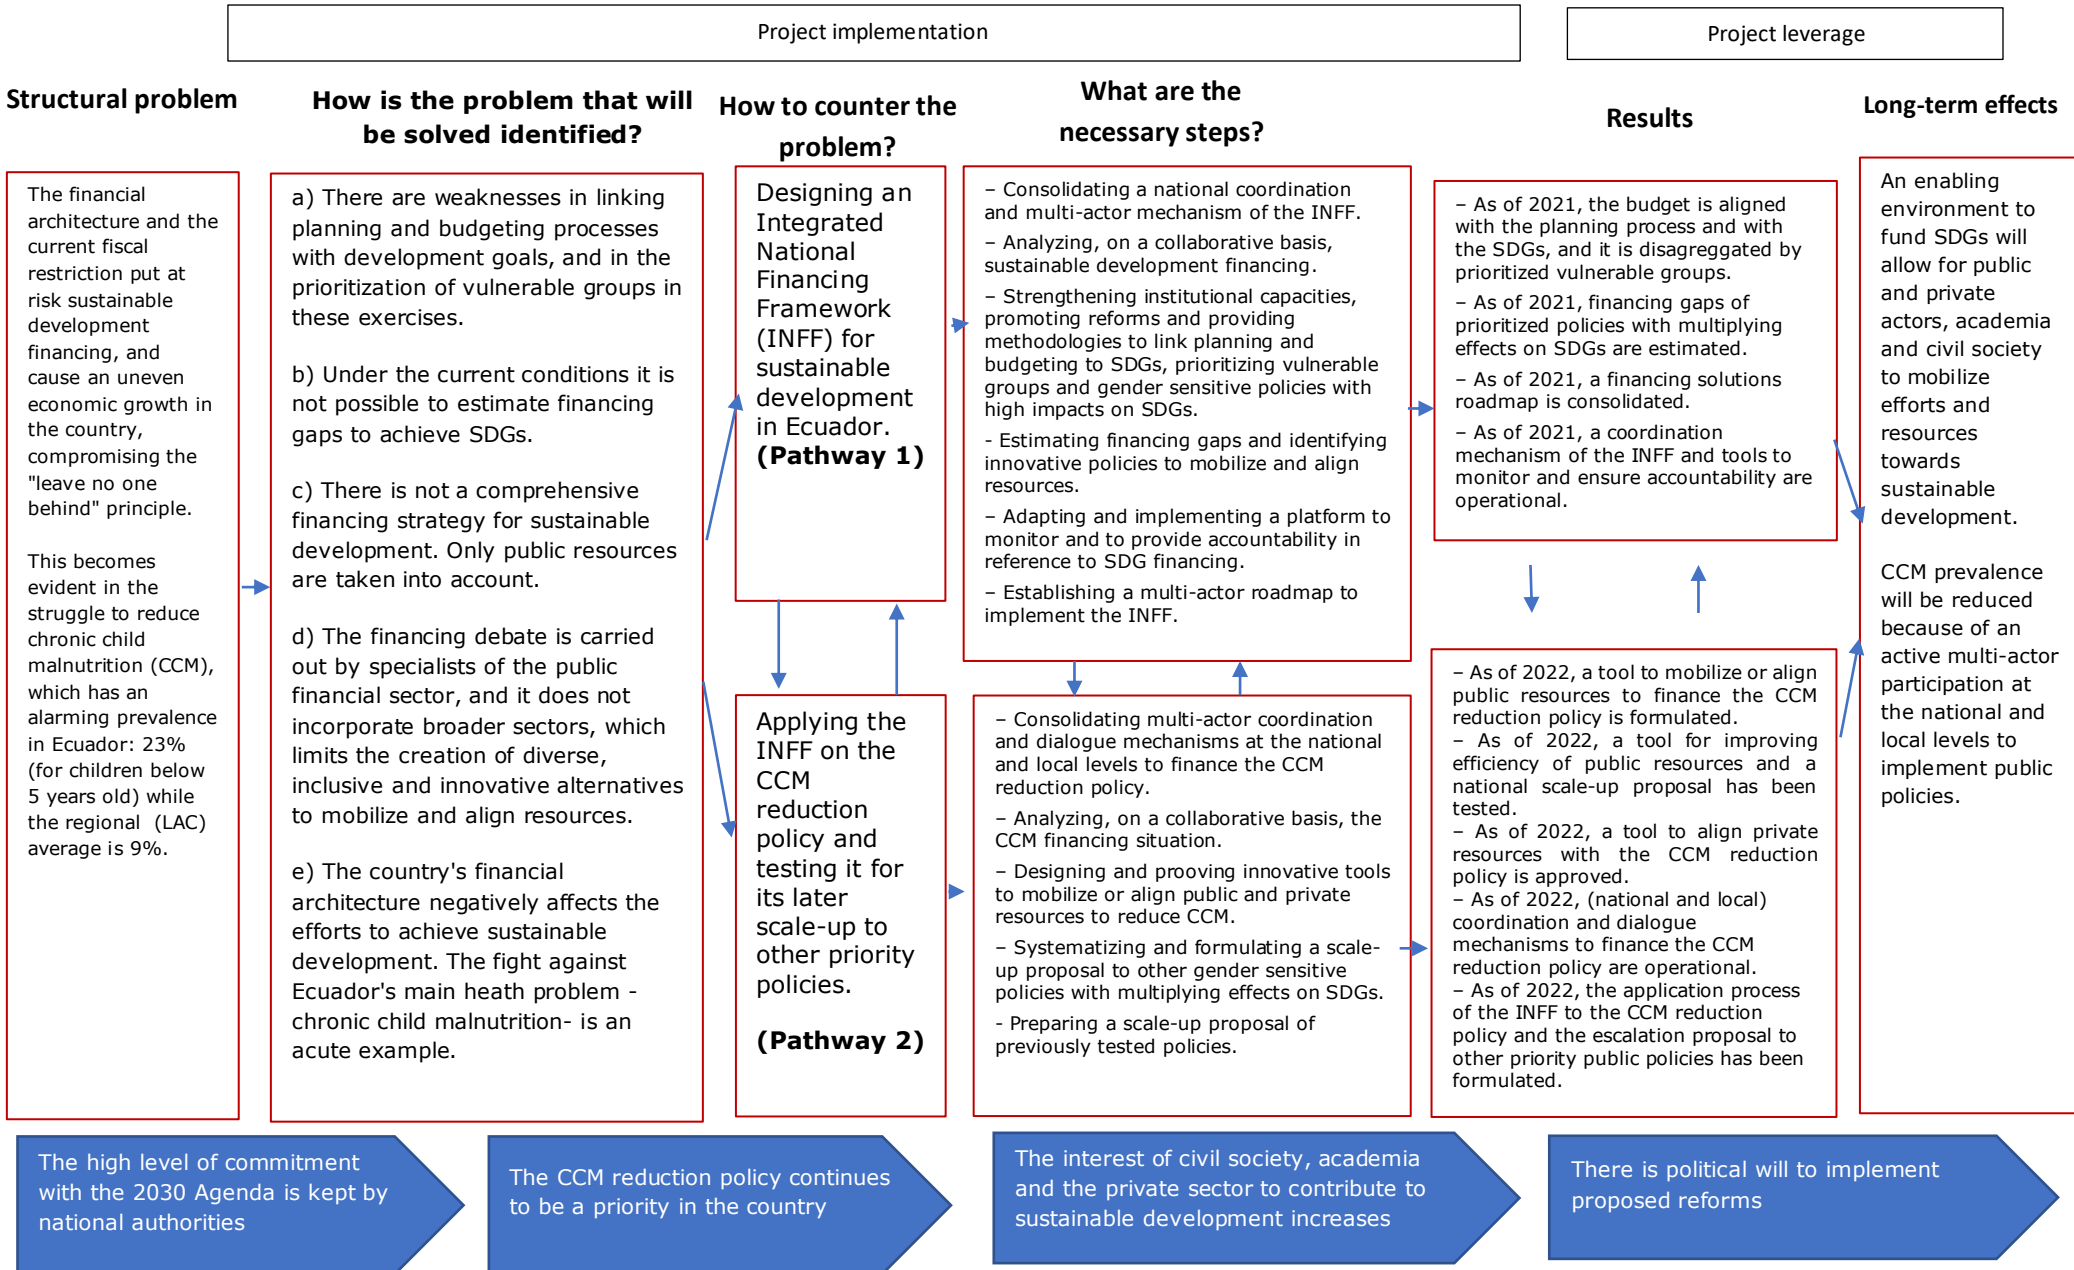 Project implementation
Project leverage
Structural problem
How is the problem that will
be solved identified?
How to counter the
problem?
What are the
necessary steps?
Results
Long-term effects
The financial
architecture and the
current fiscal
restriction put at
risk sustainable
development
financing, and
cause an uneven
economic growth in
the country,
compromising the
"leave no one
behind" principle.
This becomes
evident in the
struggle to reduce
chronic child
malnutrition (CCM),
which has an
alarming prevalence
in Ecuador: 23%
(for children below
5 years old) while
the regional (LAC)
average is 9%.
a) There are weaknesses in linking
planning and budgeting processes
with development goals, and in the
prioritization of vulnerable groups in
these exercises.
b) Under the current conditions it is
not possible to estimate financing
gaps to achieve SDGs.
c) There is not a comprehensive
financing strategy for sustainable
development. Only public resources
are taken into account.
d) The financing debate is carried
out by specialists of the public
financial sector, and it does not
incorporate broader sectors, which
limits the creation of diverse,
inclusive and innovative alternatives
to mobilize and align resources.
e) The country's financial
architecture negatively affects the
efforts to achieve sustainable
development. The fight against
Ecuador's main heath problem -
chronic child malnutrition- is an
acute example.
Designing an
Integrated
National
Financing
Framework
(INFF) for
sustainable
development
in Ecuador.
(Pathway 1)
Applying the
INFF on the
CCM
reduction
policy and
testing it for
its later
scale-up to
other priority
policies.
(Pathway 2)
– Consolidating a national coordination
and multi-actor mechanism of the INFF.
– Analyzing, on a collaborative basis,
sustainable development financing.
– Strengthening institutional capacities,
promoting reforms and providing
methodologies to link planning and
budgeting to SDGs, prioritizing vulnerable
groups and gender sensitive policies with
high impacts on SDGs.
- Estimating financing gaps and identifying
innovative policies to mobilize and align
resources.
– Adapting and implementing a platform to
monitor and to provide accountability in
reference to SDG financing.
– Establishing a multi-actor roadmap to
implement the INFF.
– Consolidating multi-actor coordination
and dialogue mechanisms at the national
and local levels to finance the CCM
reduction policy.
– Analyzing, on a collaborative basis, the
CCM financing situation.
– Designing and prooving innovative tools
to mobilize or align public and private
resources to reduce CCM.
– Systematizing and formulating a scale-
up proposal to other gender sensitive
policies with multiplying effects on SDGs.
- Preparing a scale-up proposal of
previously tested policies.
– As of 2021, the budget is aligned
with the planning process and with
the SDGs, and it is disagreggated by
prioritized vulnerable groups.
– As of 2021, financing gaps of
prioritized policies with multiplying
effects on SDGs are estimated.
– As of 2021, a financing solutions
roadmap is consolidated.
– As of 2021, a coordination
mechanism of the INFF and tools to
monitor and ensure accountability are
operational.
– As of 2022, a tool to mobilize or align
public resources to finance the CCM
reduction policy is formulated.
– As of 2022, a tool for improving
efficiency of public resources and a
national scale-up proposal has been
tested.
– As of 2022, a tool to align private
resources with the CCM reduction
policy is approved.
– As of 2022, (national and local)
coordination and dialogue
mechanisms to finance the CCM
reduction policy are operational.
– As of 2022, the application process
of the INFF to the CCM reduction
policy and the escalation proposal to
other priority public policies has been
formulated.
An enabling
environment to
fund SDGs will
allow for public
and private
actors, academia
and civil society
to mobilize
efforts and
resources
towards
sustainable
development.
CCM prevalence
will be reduced
because of an
active multi-actor
participation at
the national and
local levels to
implement public
policies.
The high level of commitment
with the 2030 Agenda is kept by
national authorities
The CCM reduction policy continues
to be a priority in the country
The interest of civil society, academia
and the private sector to contribute to
sustainable development increases
There is political will to implement
proposed reforms